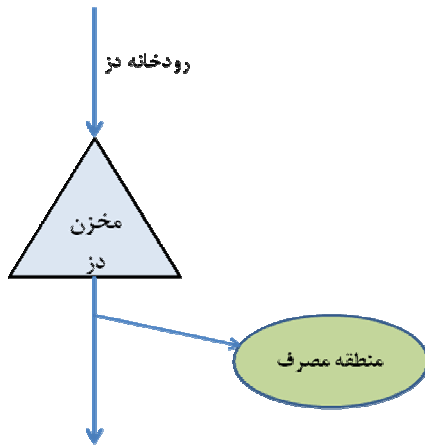 رودخانه دز
مخزن
دز
منطقه مصرف